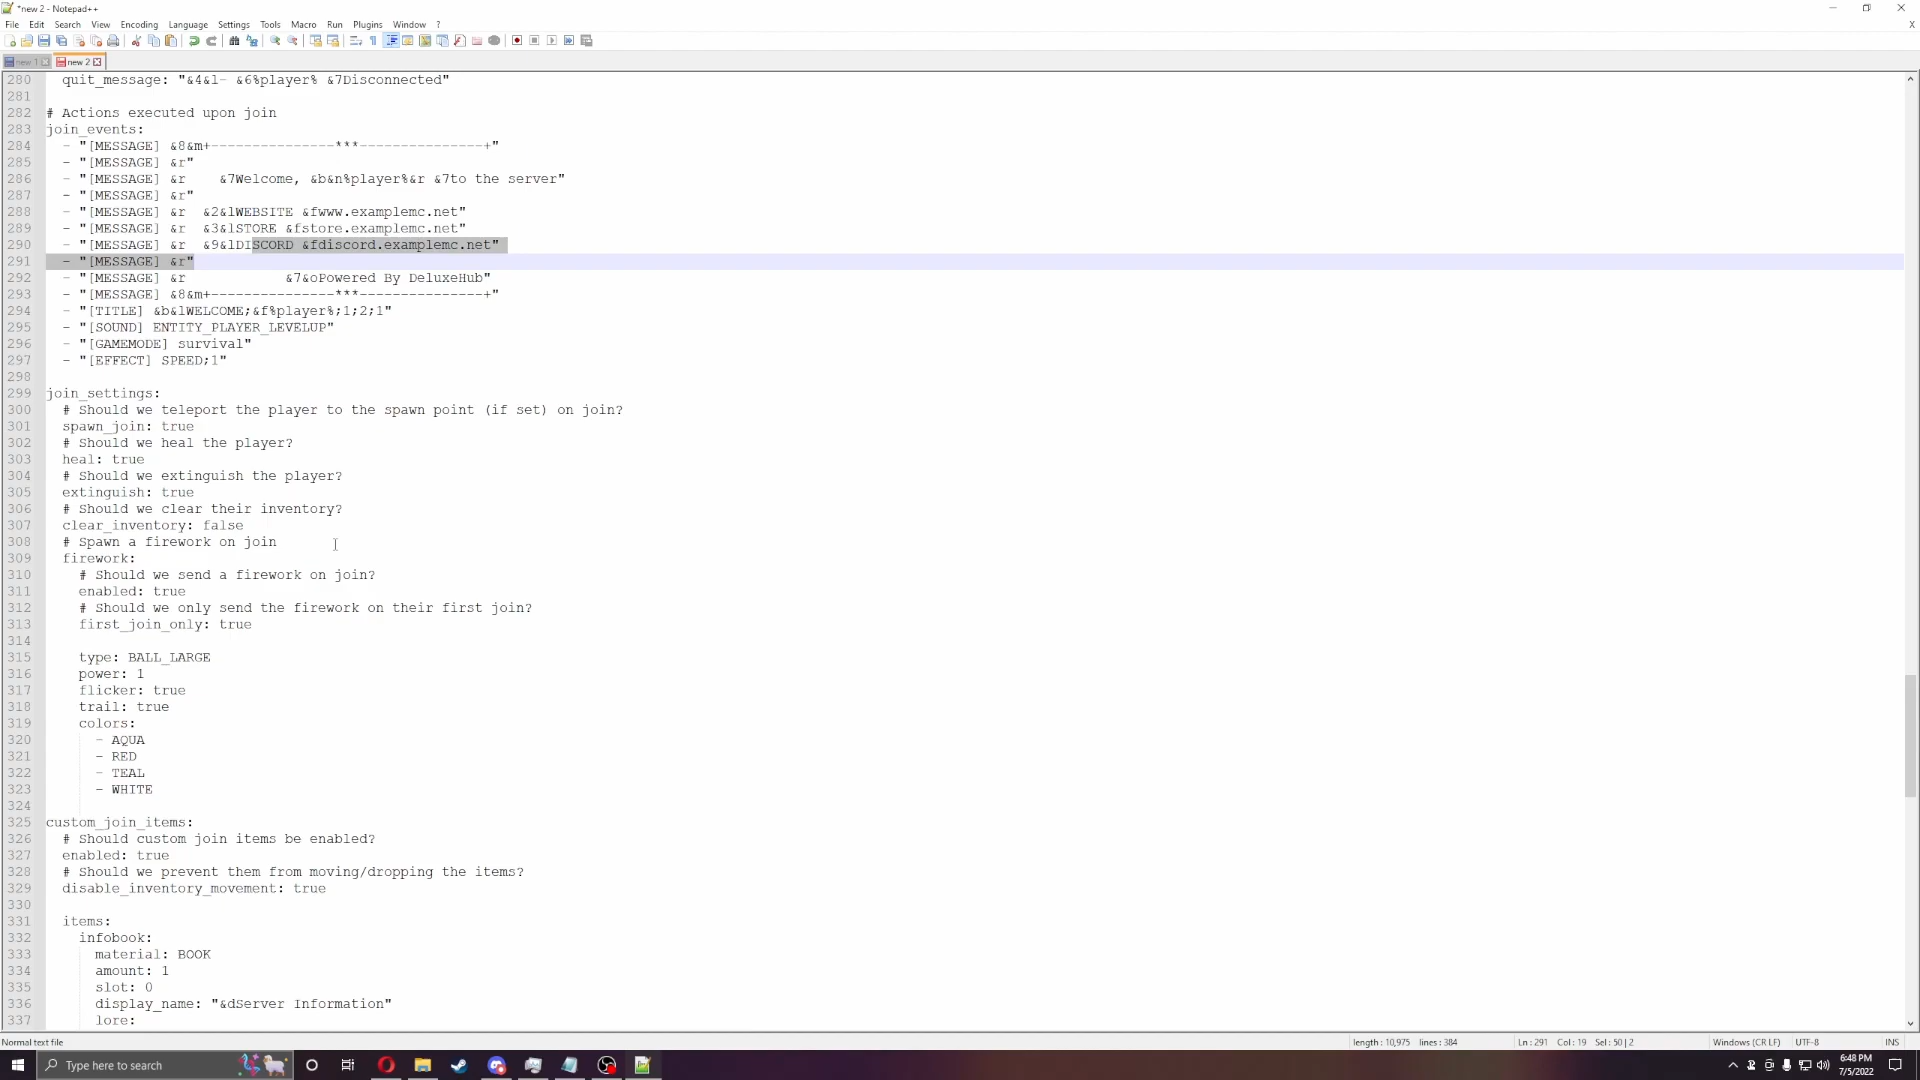 *new 2 - Notepad++
File Edit Search View Encoding Language Settings Tools Macro Run Plugins Window ?
new 1 new 2
280 quit_message: "&4&l- &6%player% &7Disconnected"
281
282 # Actions executed upon join
283 join_events:
284 - "[MESSAGE] &8&m+---------------***---------------+"
285 - "[MESSAGE] &r"
286 - "[MESSAGE] &r    &7Welcome, &b&n%player%&r &7to the server"
287 - "[MESSAGE] &r"
288 - "[MESSAGE] &r  &2&lWEBSITE &fwww.examplemc.net"
289 - "[MESSAGE] &r  &3&lSTORE &fstore.examplemc.net"
290 - "[MESSAGE] &r  &9&lDISCORD &fdiscord.examplemc.net"
291 - "[MESSAGE] &r"
292 - "[MESSAGE] &r            &7&oPowered By DeluxeHub"
293 - "[MESSAGE] &8&m+---------------***---------------+"
294 - "[TITLE] &b&lWELCOME;&f%player%;1;2;1"
295 - "[SOUND] ENTITY_PLAYER_LEVELUP"
296 - "[GAMEMODE] survival"
297 - "[EFFECT] SPEED;1"
298
299 join_settings:
300 # Should we teleport the player to the spawn point (if set) on join?
301 spawn_join: true
302 # Should we heal the player?
303 heal: true
304 # Should we extinguish the player?
305 extinguish: true
306 # Should we clear their inventory?
307 clear_inventory: false
308 # Spawn a firework on join
309 firework:
310 # Should we send a firework on join?
311 enabled: true
312 # Should we only send the firework on their first join?
313 first_join_only: true
314
315 type: BALL_LARGE
316 power: 1
317 flicker: true
318 trail: true
319 colors:
320 - AQUA
321 - RED
322 - TEAL
323 - WHITE
324
325 custom_join_items:
326 # Should custom join items be enabled?
327 enabled: true
328 # Should we prevent them from moving/dropping the items?
329 disable_inventory_movement: true
330
331 items:
332 infobook:
333 material: BOOK
334 amount: 1
335 slot: 0
336 display_name: "&dServer Information"
337 lore:
Normal text file length : 10,975 lines : 384 Ln : 291 Col : 19 Sel : 50 | 2 Windows (CR LF) UTF-8 INS
Type here to search 6:48 PM
7/5/2022